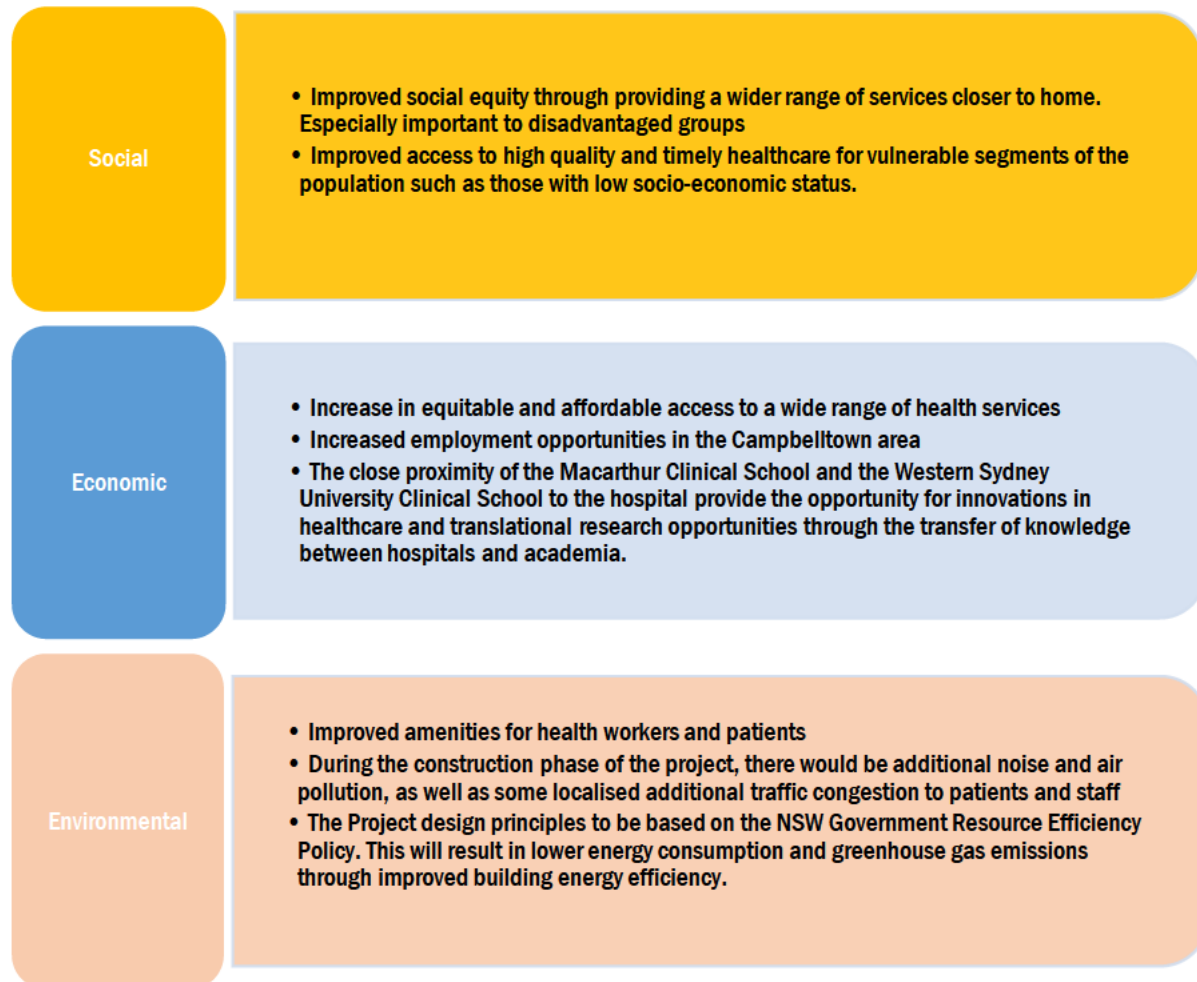 Social
• Improved social equity through providing a wider range of services closer to home.
Especially important to disadvantaged groups
• Improved access to high quality and timely healthcare for vulnerable segments of the
population such as those with low socio-economic status.
Economic
• Increase in equitable and affordable access to a wide range of health services
• Increased employment opportunities in the Campbelltown area
• The close proximity of the Macarthur Clinical School and the Western Sydney
University Clinical School to the hospital provide the opportunity for innovations in
healthcare and translational research opportunities through the transfer of knowledge
between hospitals and academia.
Environmental
• Improved amenities for health workers and patients
• During the construction phase of the project, there would be additional noise and air
pollution, as well as some localised additional traffic congestion to patients and staff
• The Project design principles to be based on the NSW Government Resource Efficiency
Policy. This will result in lower energy consumption and greenhouse gas emissions
through improved building energy efficiency.